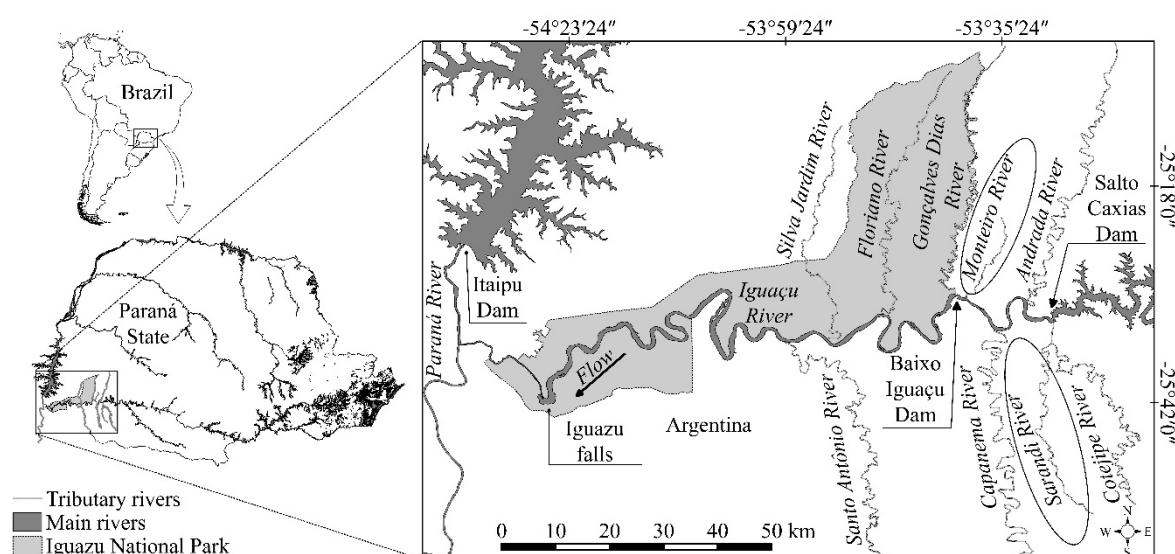 -54°23′24″
-53°59′24″
-53°35′24″
Brazil
Paraná
State
Tributary rivers
Main rivers
Iguazu National Park
Paraná River
Itaipu
Dam
Silva Jardim River
Floriano River
Gonçalves Dias
River
Monteiro River
Andrada River
Salto
Caxias
Dam
-25°18′0″
Iguaçu
River
Flow
Iguazu
falls
Argentina
Santo Antônio River
Baixo
Iguaçu
Dam
Capanema River
Sarandi River
Cotejipe River
-25°42′0″
N
W
E
0 10 20 30 40 50 km